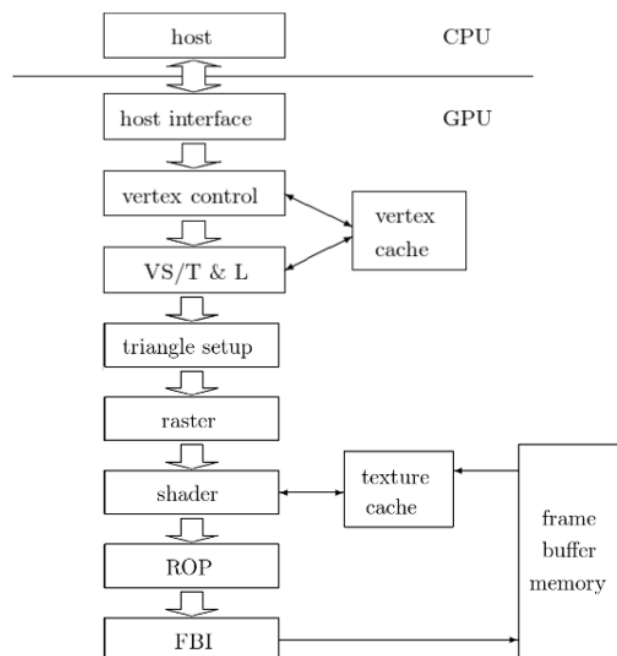 host
CPU
host interface
GPU
vertex control
vertex
cache
VS/T & L
triangle setup
raster
shader
texture
cache
frame
buffer
memory
ROP
FBI